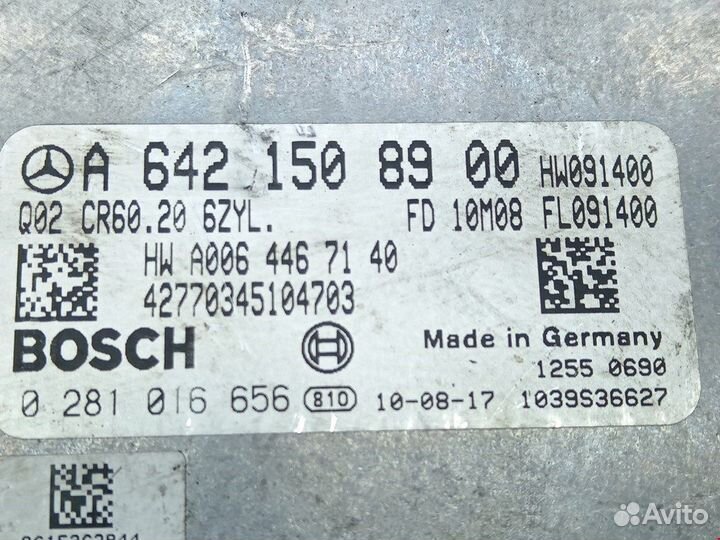 A 642 150 89 00 HW091400
Q02 CR60.20 6ZYL. FD 10M08 FL091400
HW A006 446 71 40
42770345104703
BOSCH
Made in Germany
1255 0690
0 281 016 656 810 10-08-17 1039S36627
Avito